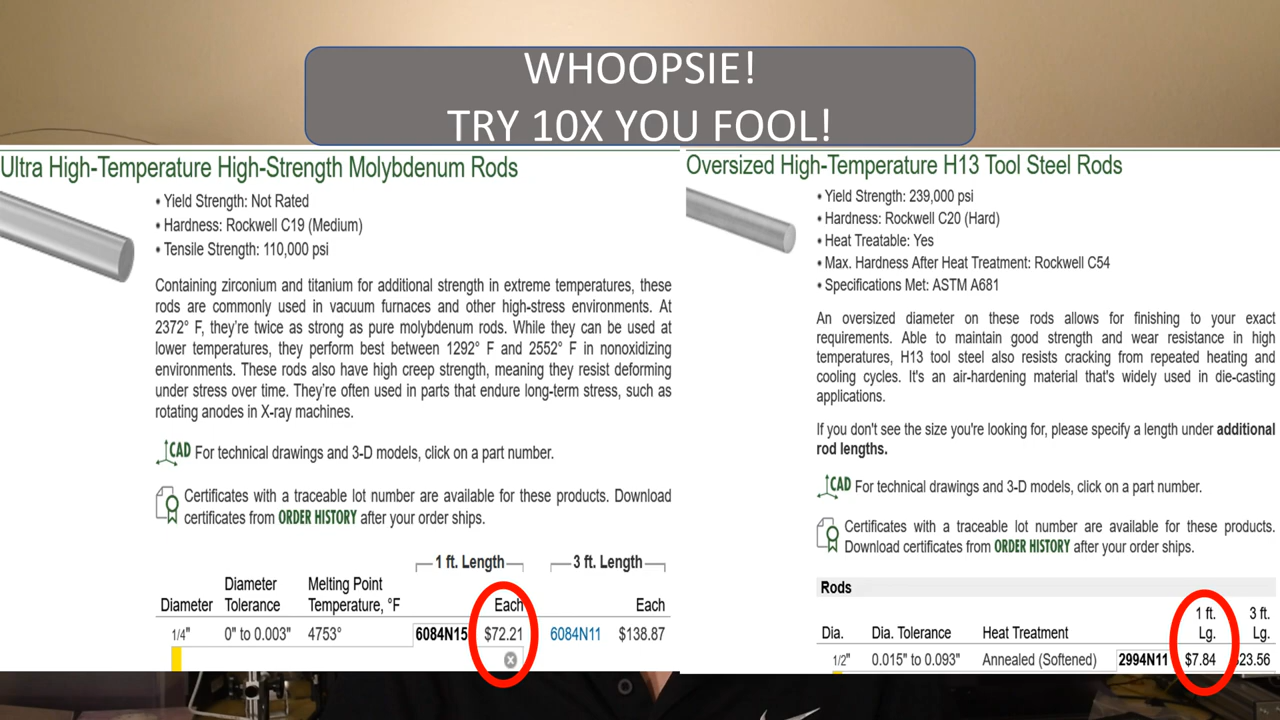 WHOOPSIE!
TRY 10X YOU FOOL!
Ultra High-Temperature High-Strength Molybdenum Rods
• Yield Strength: Not Rated
• Hardness: Rockwell C19 (Medium)
• Tensile Strength: 110,000 psi
Containing zirconium and titanium for additional strength in extreme temperatures, these
rods are commonly used in vacuum furnaces and other high-stress environments. At
2372° F, they're twice as strong as pure molybdenum rods. While they can be used at
lower temperatures, they perform best between 1292° F and 2552° F in nonoxidizing
environments. These rods also have high creep strength, meaning they resist deforming
under stress over time. They're often used in parts that endure long-term stress, such as
rotating anodes in X-ray machines.
CAD For technical drawings and 3-D models, click on a part number.
Certificates with a traceable lot number are available for these products. Download
certificates from ORDER HISTORY after your order ships.
1 ft. Length 3 ft. Length
Diameter Diameter Tolerance Melting Point Temperature, °F Each Each
1/4" 0" to 0.003" 4753° 6084N15 $72.21 6084N11 $138.87
Oversized High-Temperature H13 Tool Steel Rods
• Yield Strength: 239,000 psi
• Hardness: Rockwell C20 (Hard)
• Heat Treatable: Yes
• Max. Hardness After Heat Treatment: Rockwell C54
• Specifications Met: ASTM A681
An oversized diameter on these rods allows for finishing to your exact
requirements. Able to maintain good strength and wear resistance in high
temperatures, H13 tool steel also resists cracking from repeated heating and
cooling cycles. It's an air-hardening material that's widely used in die-casting
applications.
If you don't see the size you're looking for, please specify a length under additional
rod lengths.
CAD For technical drawings and 3-D models, click on a part number.
Certificates with a traceable lot number are available for these products.
Download certificates from ORDER HISTORY after your order ships.
Rods
Dia. Dia. Tolerance Heat Treatment 1 ft. Lg. 3 ft. Lg.
1/2" 0.015" to 0.093" Annealed (Softened) 2994N11 $7.84 23.56